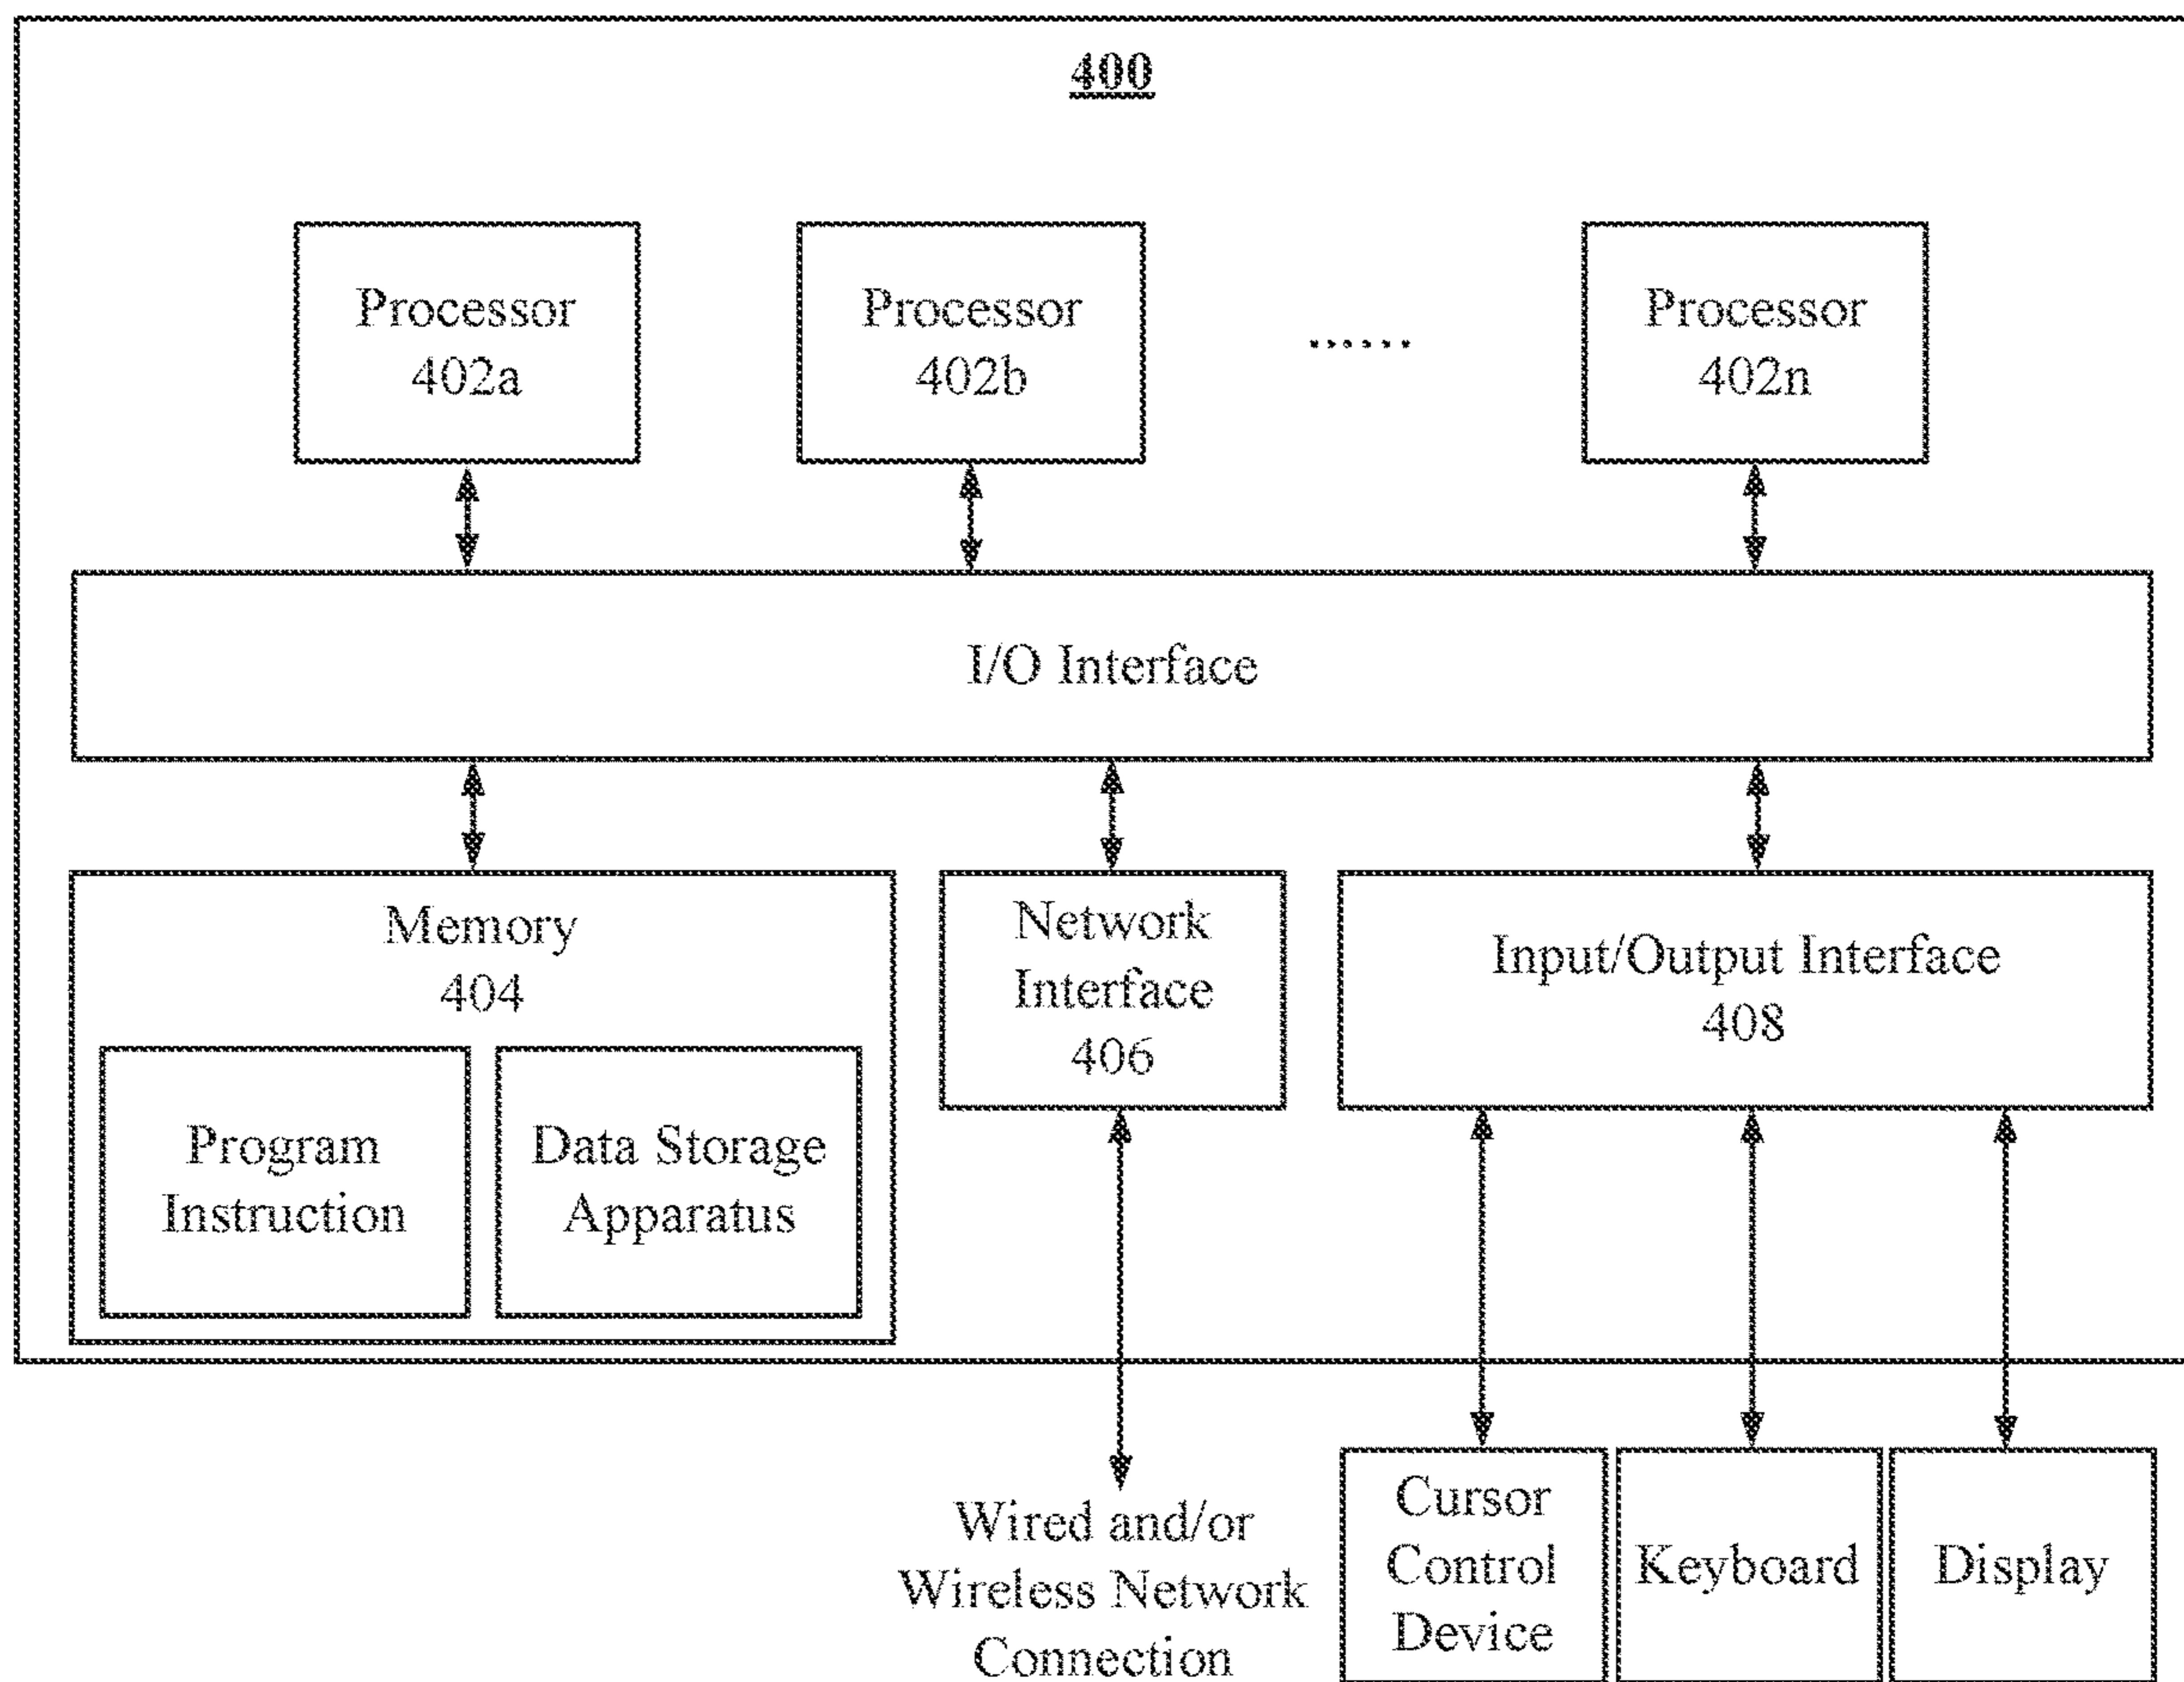 400
Processor
402a
Processor
402b
......
Processor
402n
I/O Interface
Memory
404
Program
Instruction
Data Storage
Apparatus
Network
Interface
406
Input/Output Interface
408
Wired and/or
Wireless Network
Connection
Cursor
Control
Device
Keyboard
Display